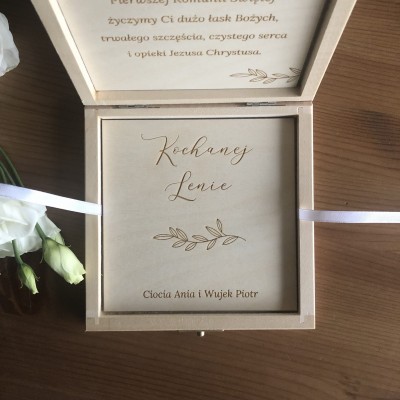 Pierwszej Komunii Świętej
życzymy Ci dużo łask Bożych,
trwałego szczęścia, czystego serca
i opieki Jezusa Chrystusa.
Kochanej
Lenie
Ciocia Ania i Wujek Piotr